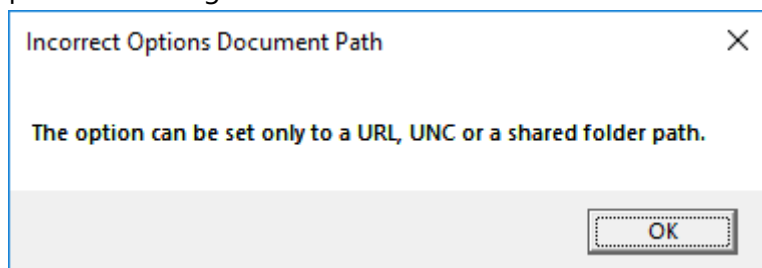 Incorrect Options Document Path
The option can be set only to a URL, UNC or a shared folder path.
OK